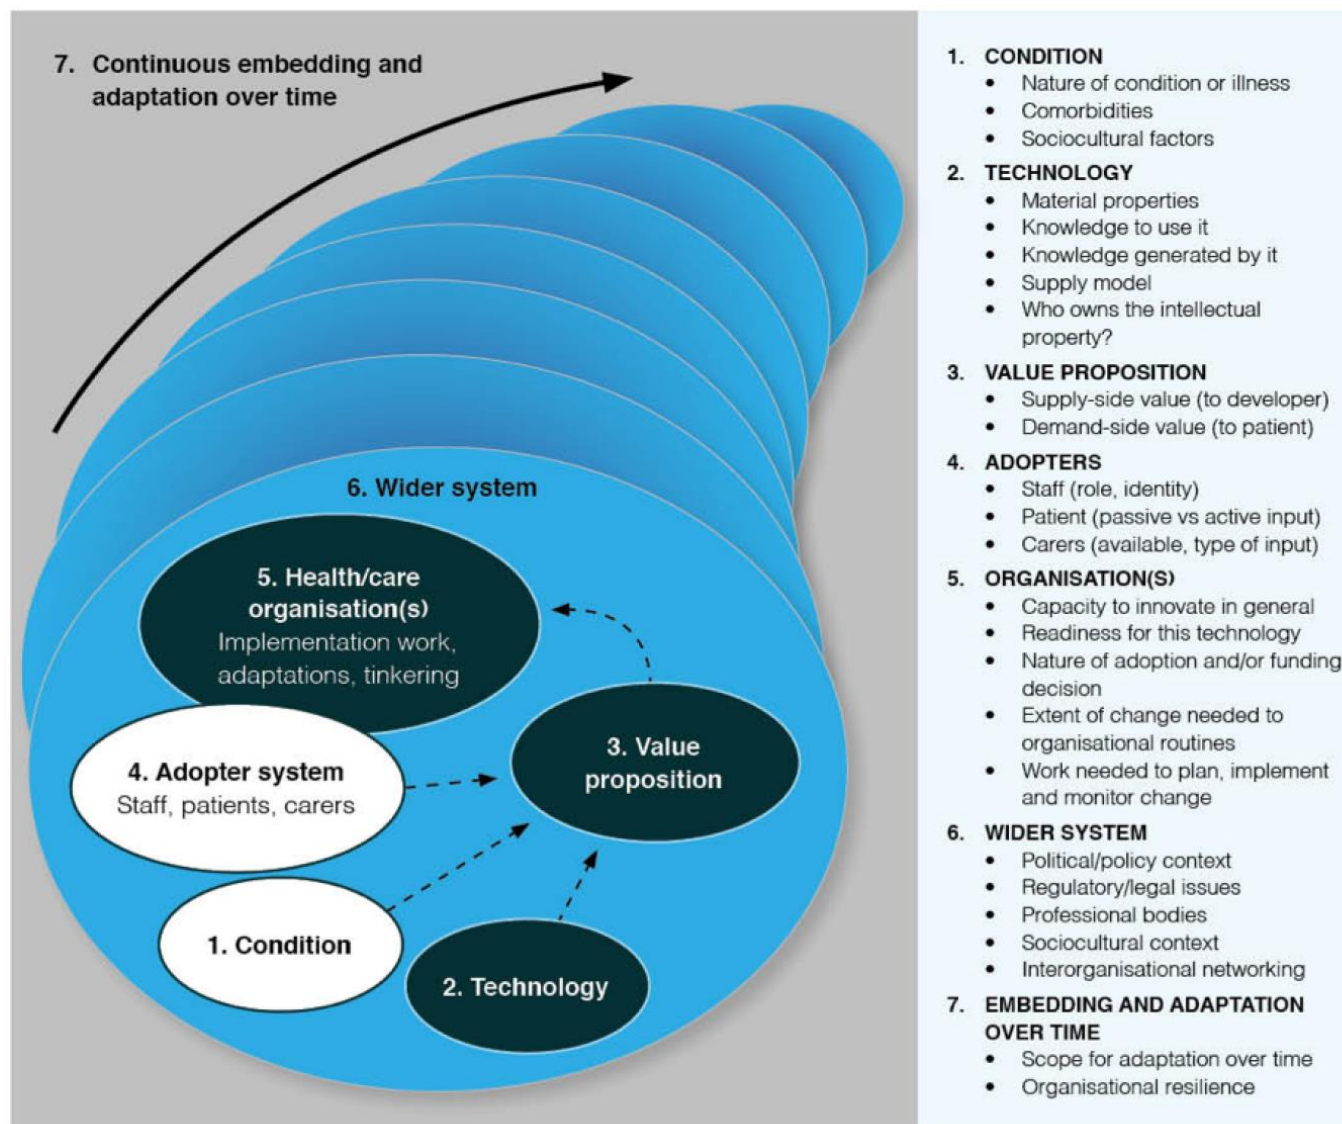 7. Continuous embedding and
adaptation over time
6. Wider system
5. Health/care
organisation(s)
Implementation work,
adaptations, tinkering
4. Adopter system
Staff, patients, carers
3. Value
proposition
1. Condition
2. Technology
1. CONDITION
• Nature of condition or illness
• Comorbidities
• Sociocultural factors
2. TECHNOLOGY
• Material properties
• Knowledge to use it
• Knowledge generated by it
• Supply model
• Who owns the intellectual
property?
3. VALUE PROPOSITION
• Supply-side value (to developer)
• Demand-side value (to patient)
4. ADOPTERS
• Staff (role, identity)
• Patient (passive vs active input)
• Carers (available, type of input)
5. ORGANISATION(S)
• Capacity to innovate in general
• Readiness for this technology
• Nature of adoption and/or funding
decision
• Extent of change needed to
organisational routines
• Work needed to plan, implement
and monitor change
6. WIDER SYSTEM
• Political/policy context
• Regulatory/legal issues
• Professional bodies
• Sociocultural context
• Interorganisational networking
7. EMBEDDING AND ADAPTATION
OVER TIME
• Scope for adaptation over time
• Organisational resilience